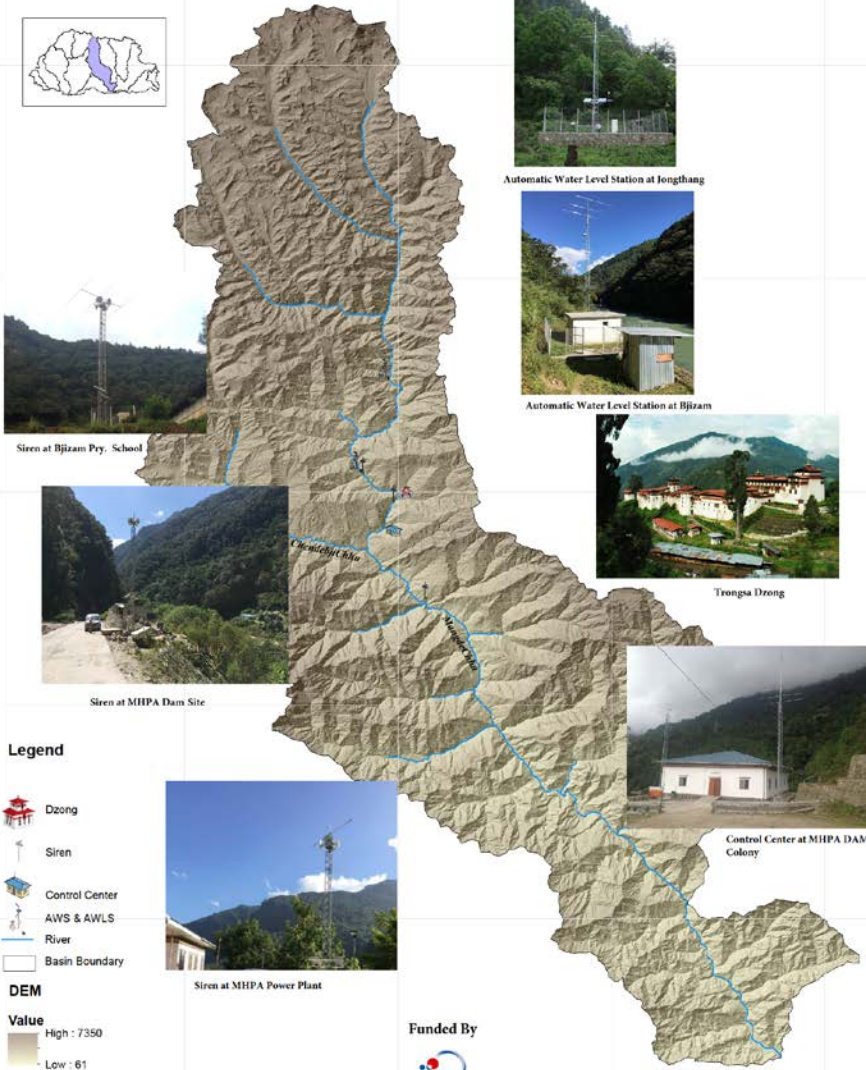 Automatic Water Level Station at Jongthang
Automatic Water Level Station at Bjizam
Siren at Bjizam Pry. School
Trongsa Dzong
ChendebjiChhu
MangdeChhu
Siren at MHPA Dam Site
Control Center at MHPA DAM
Colony
Siren at MHPA Power Plant
Legend
Dzong
Siren
Control Center
AWS & AWLS
River
Basin Boundary
DEM
Value
High : 7350
Low : 61
Funded By